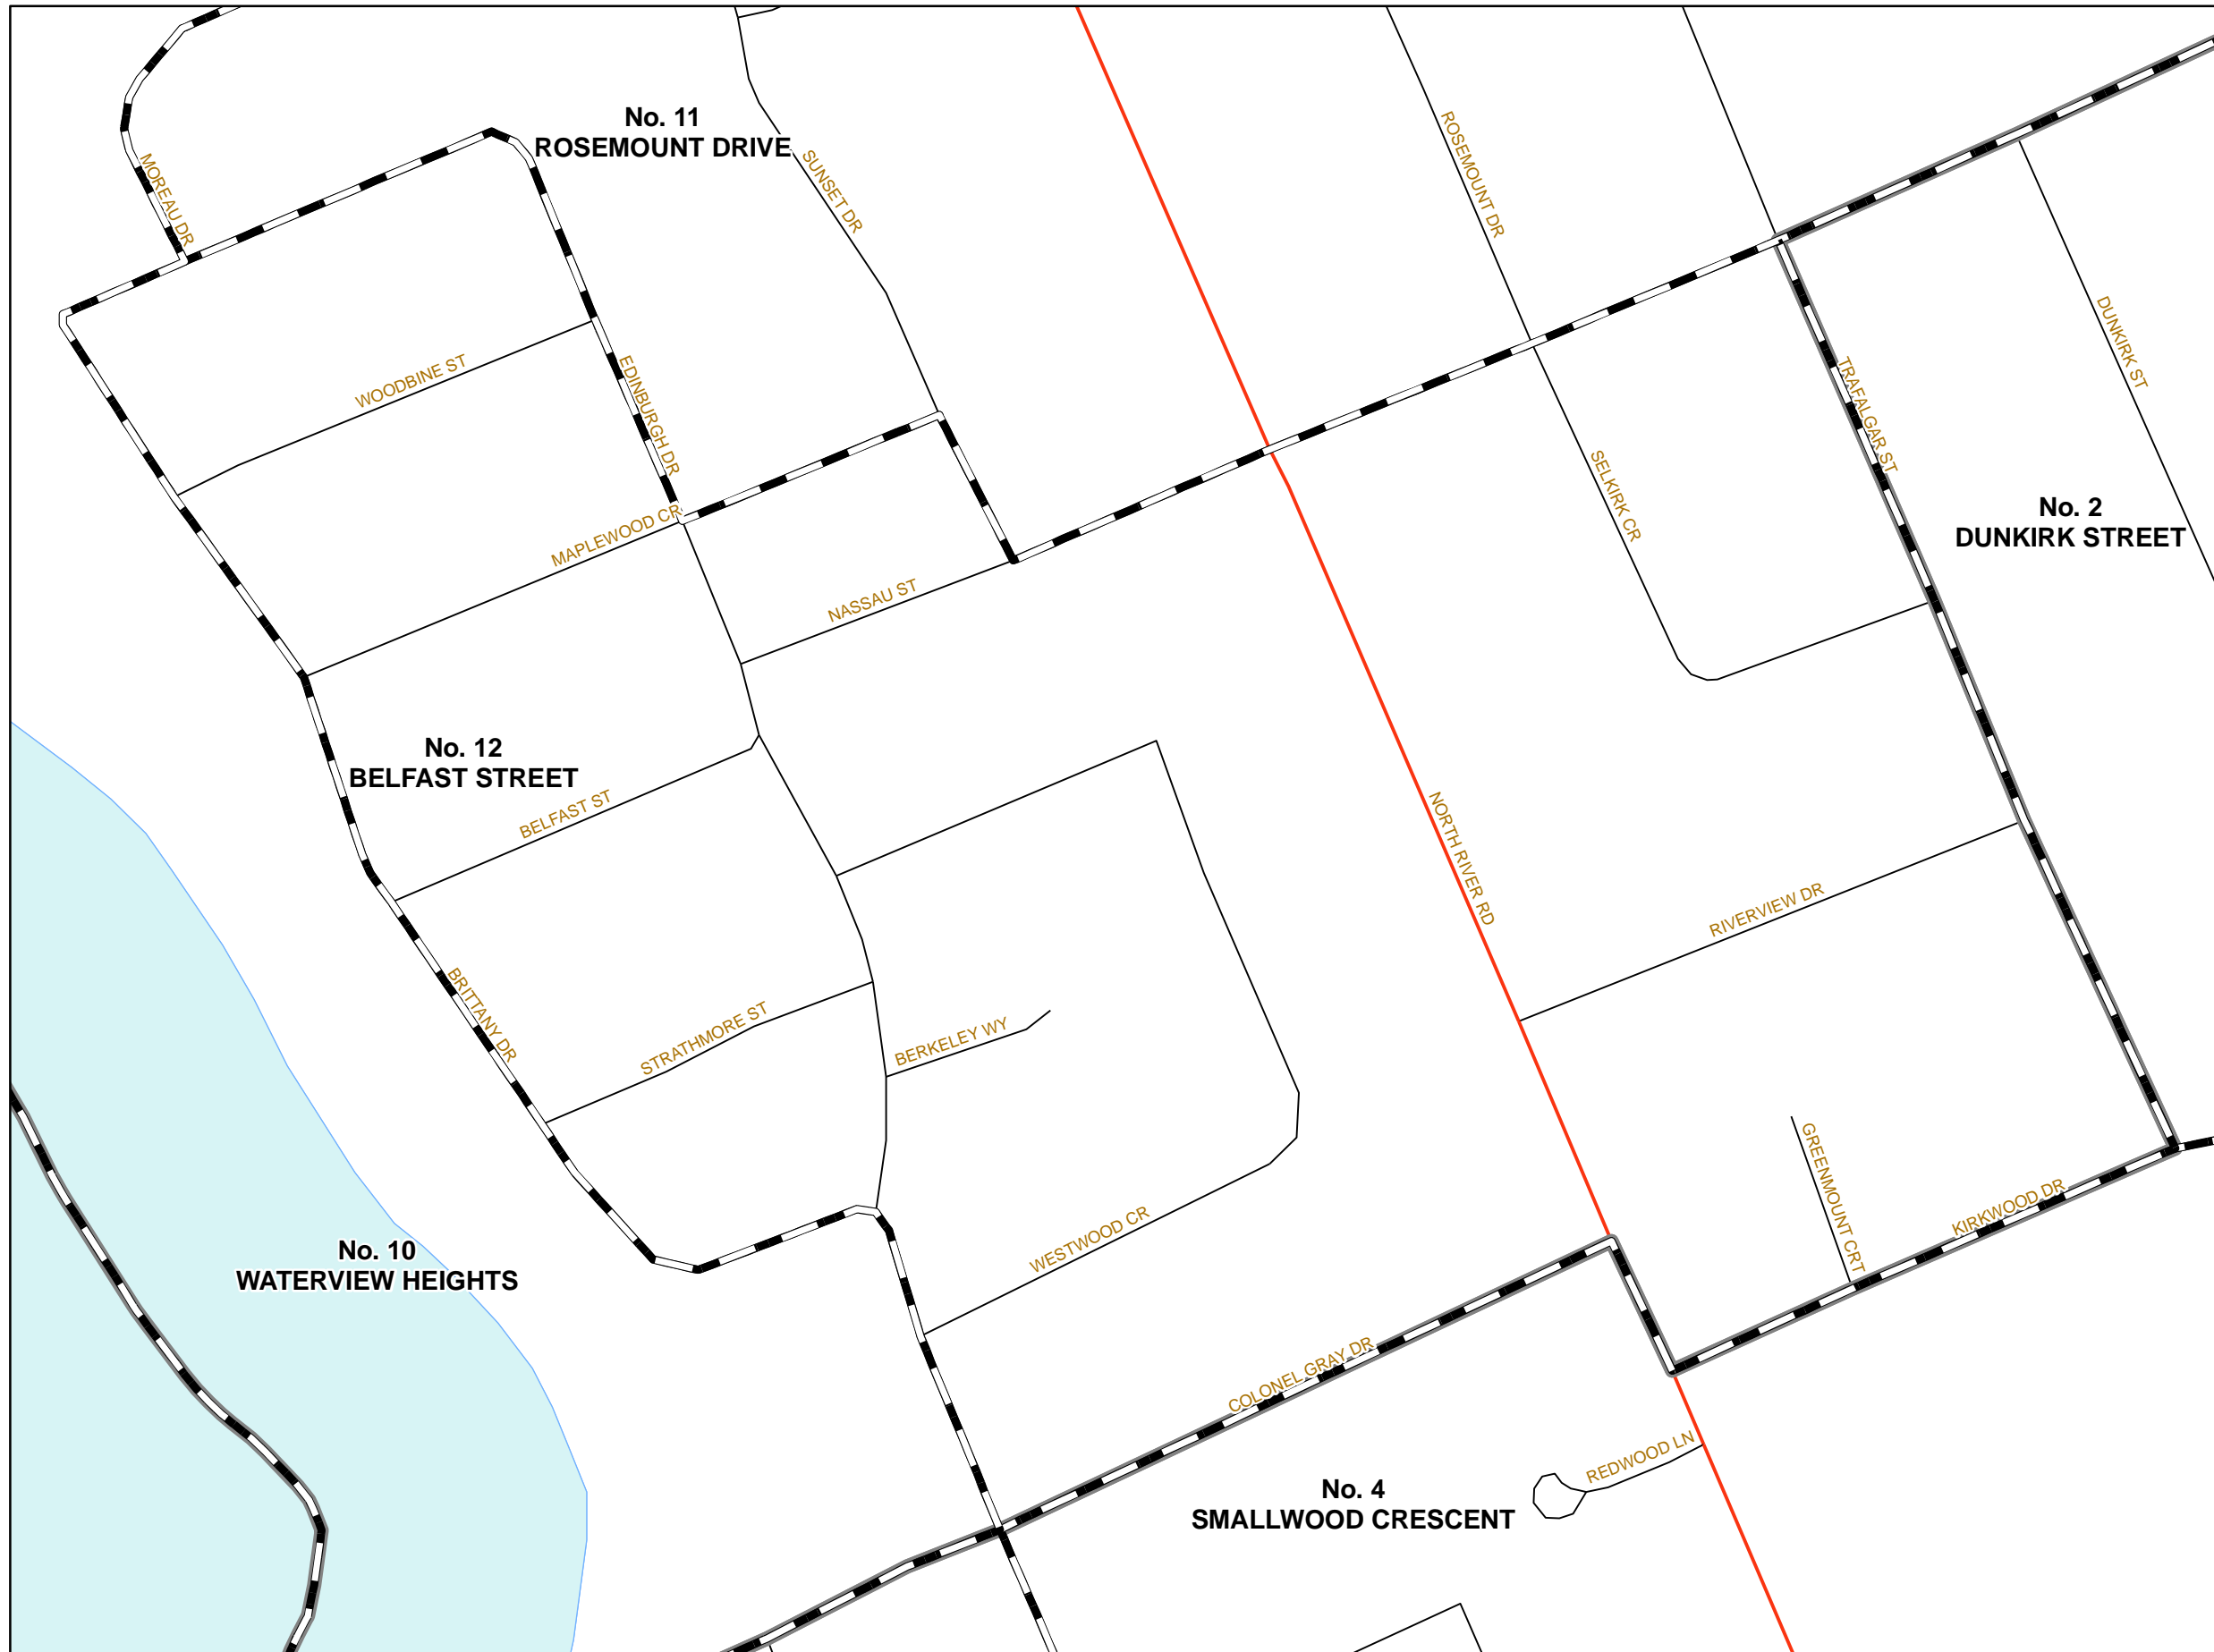 No. 11
ROSEMOUNT DRIVE
MOREAU DR
SUNSET DR
ROSEMOUNT DR
WOODBINE ST
EDINBURGH DR
DUNKIRK ST
TRAFALGAR ST
SELKIRK CR
MAPLEWOOD CR
No. 2
DUNKIRK STREET
NASSAU ST
No. 12
BELFAST STREET
BELFAST ST
NORTH RIVER RD
RIVERVIEW DR
BRITTANY DR
STRATHMORE ST
BERKELEY WY
GREENMOUNT CRT
KIRKWOOD DR
WESTWOOD CR
No. 10
WATERVIEW HEIGHTS
COLONEL GRAY DR
REDWOOD LN
No. 4
SMALLWOOD CRESCENT